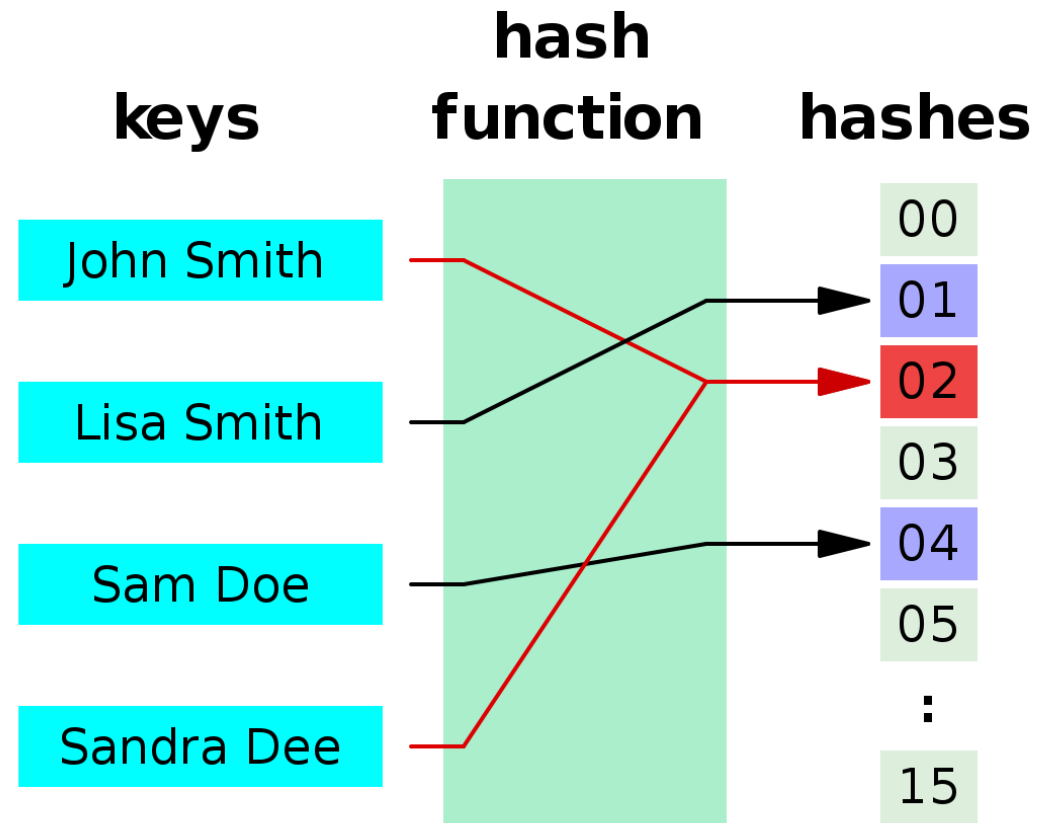 keys
hash
function
hashes
John Smith
Lisa Smith
Sam Doe
Sandra Dee
00
01
02
03
04
05
:
15